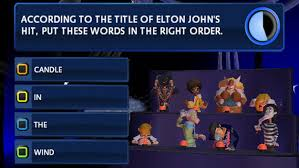 ACCORDING TO THE TITLE OF ELTON JOHN'S
HIT, PUT THESE WORDS IN THE RIGHT ORDER.
CANDLE
IN
THE
WIND